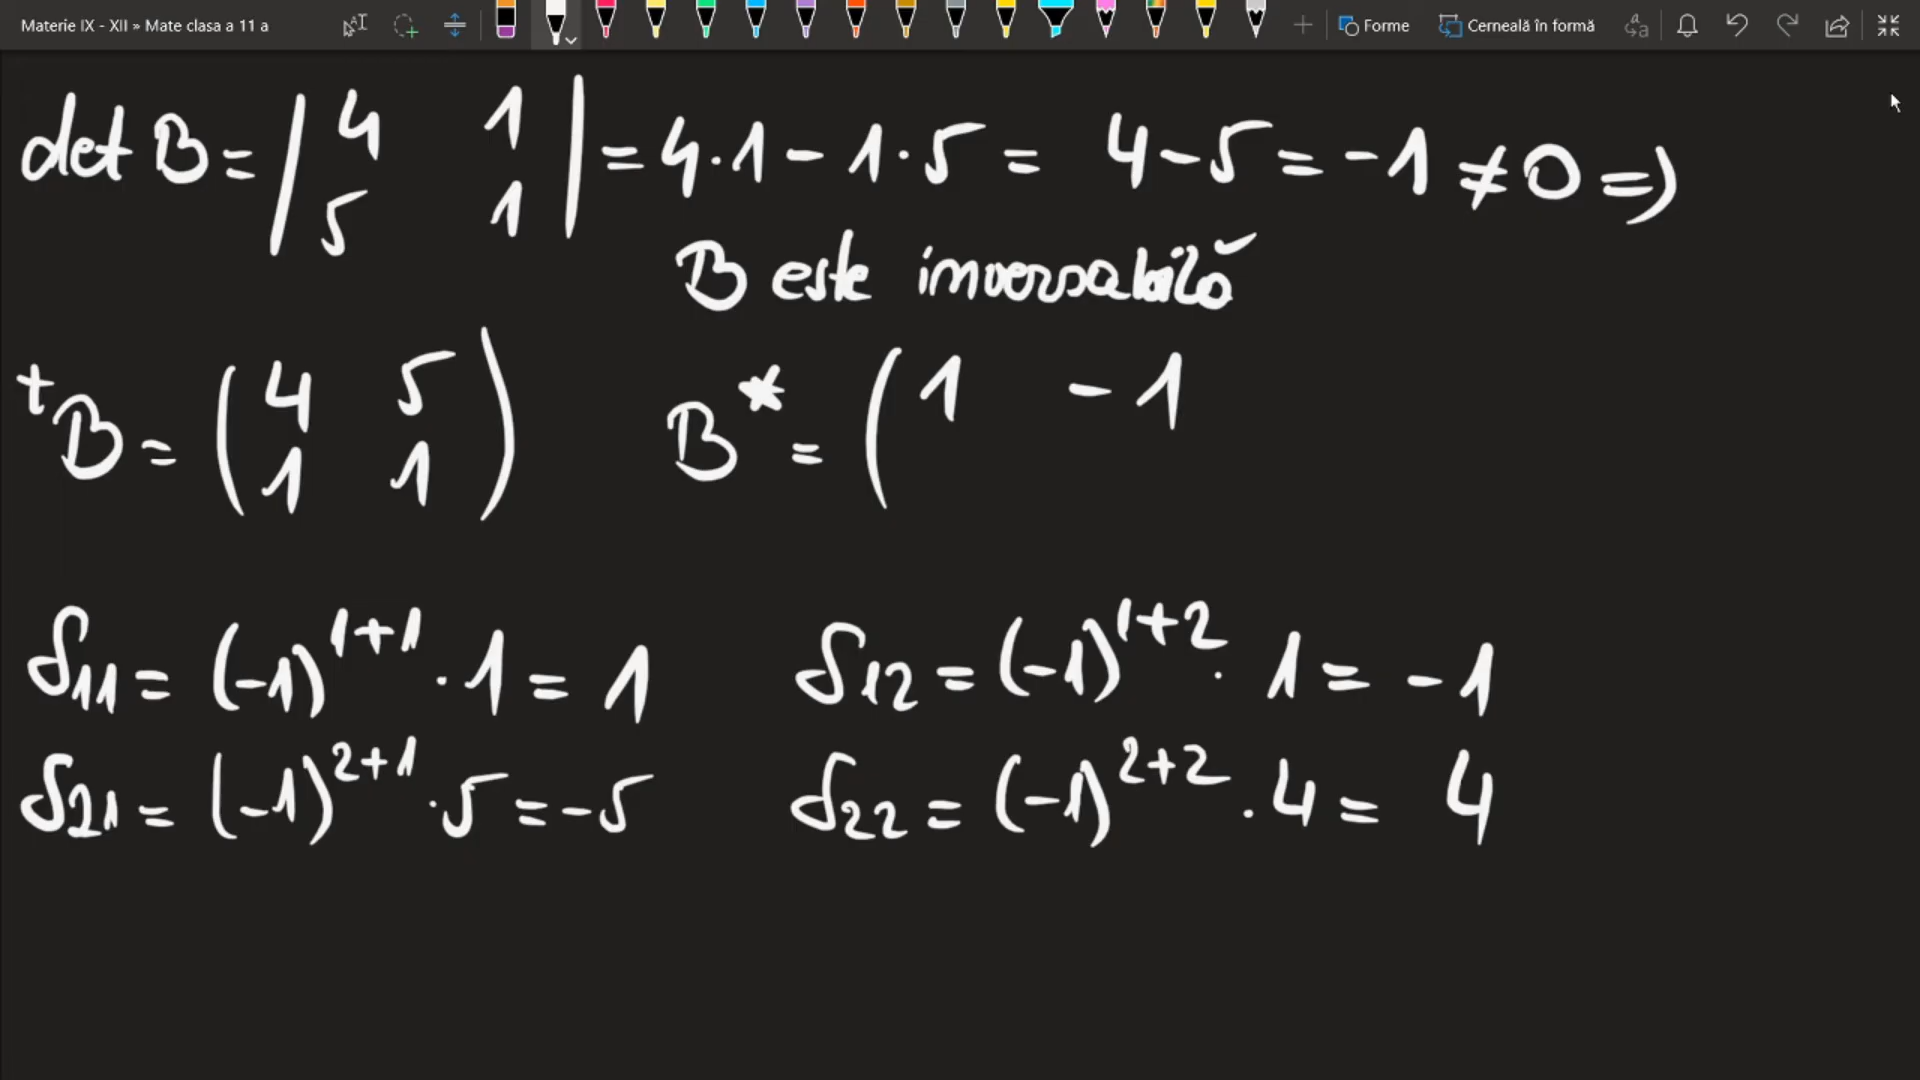 Materie IX - XII » Mate clasa a 11 a Forme Cerneală în formă
det B = | 4 1 | = 4·1 - 1·5 = 4 - 5 = -1 ≠ 0 =>
| 5 1 |
B este inversabilă
ᵗB = ( 4 5 ) B* = ( 1 -1
( 1 1 )
δ₁₁ = (-1)¹⁺¹ · 1 = 1 δ₁₂ = (-1)¹⁺² · 1 = -1
δ₂₁ = (-1)²⁺¹ · 5 = -5 δ₂₂ = (-1)²⁺² · 4 = 4